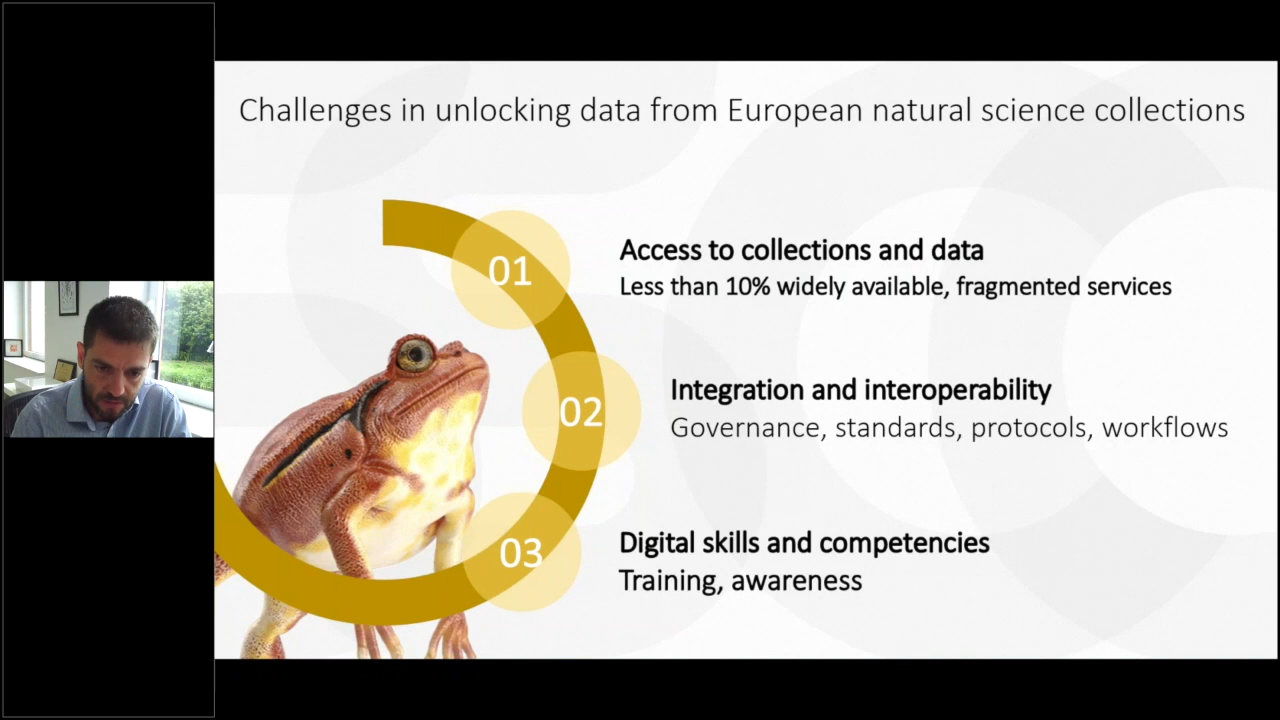 Challenges in unlocking data from European natural science collections
01
Access to collections and data
Less than 10% widely available, fragmented services
02
Integration and interoperability
Governance, standards, protocols, workflows
03
Digital skills and competencies
Training, awareness